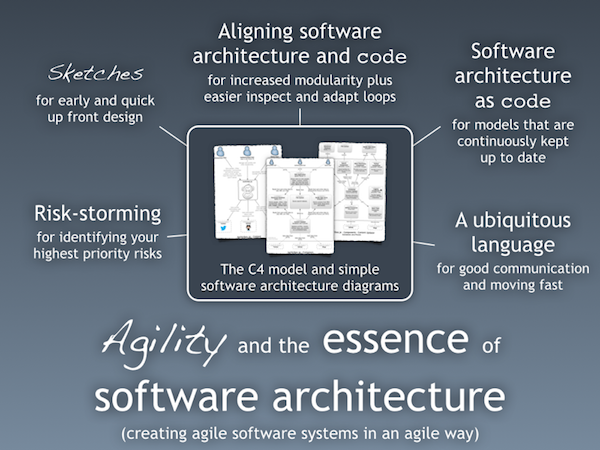 Aligning software
architecture and code
for increased modularity plus
easier inspect and adapt loops
Sketches
for early and quick
up front design
Software
architecture
as code
for models that are
continuously kept
up to date
Risk-storming
for identifying your
highest priority risks
A ubiquitous
language
for good communication
and moving fast
The C4 model and simple
software architecture diagrams
Agility and the essence of
software architecture
(creating agile software systems in an agile way)